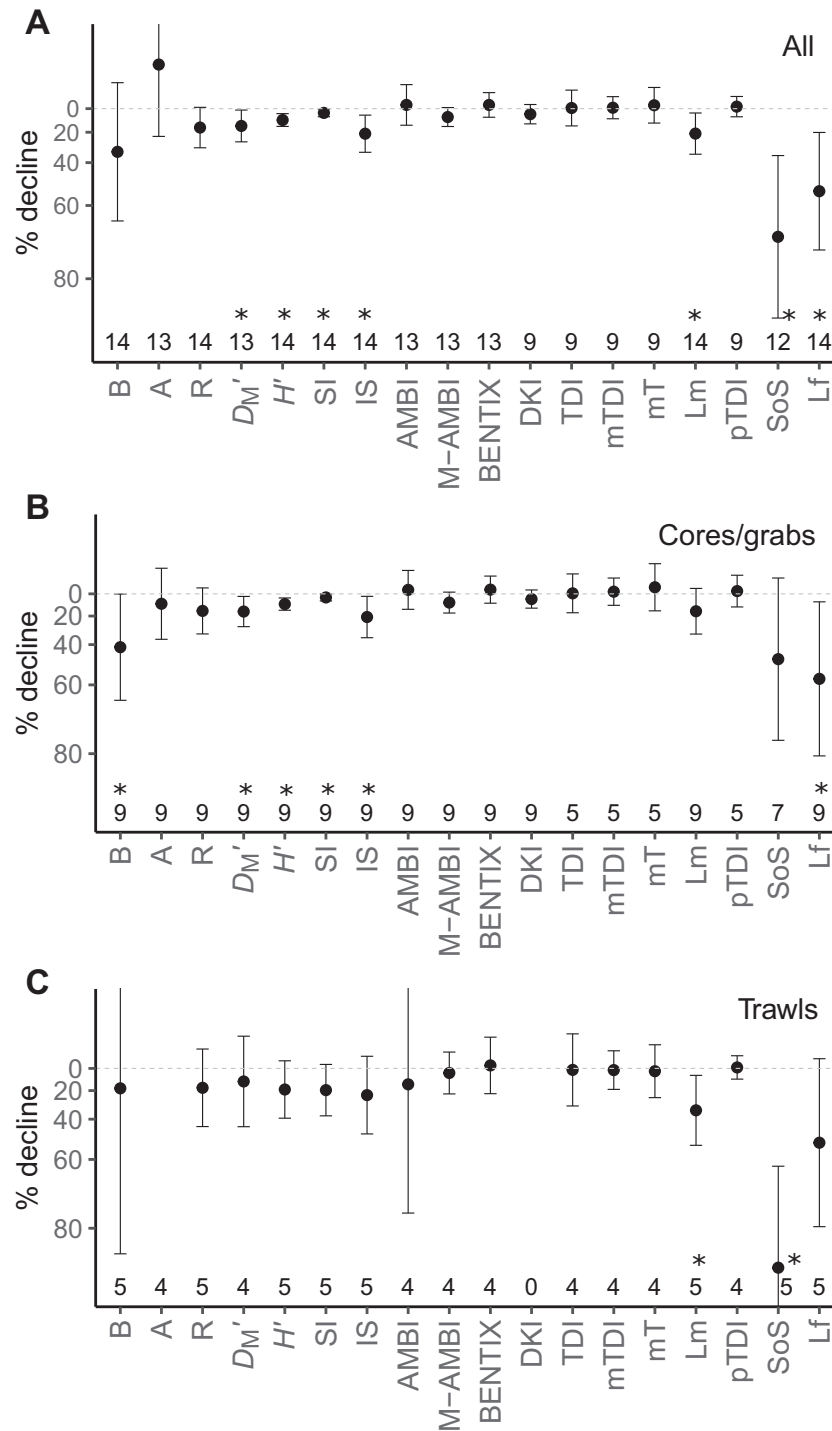 A
All
% decline
0
20
40
60
80
* * * * * * *
14 13 14 13 14 14 14 13 13 13 9 9 9 9 14 9 12 14
B A R DM′ H′ SI IS AMBI M−AMBI BENTIX DKI TDI mTDI mT Lm pTDI SoS Lf
B
Cores/grabs
% decline
0
20
40
60
80
* * * * * *
9 9 9 9 9 9 9 9 9 9 9 5 5 5 9 5 7 9
B A R DM′ H′ SI IS AMBI M−AMBI BENTIX DKI TDI mTDI mT Lm pTDI SoS Lf
C
Trawls
% decline
0
20
40
60
80
* *
5 4 5 4 5 5 5 4 4 4 0 4 4 4 5 4 5 5
B A R DM′ H′ SI IS AMBI M−AMBI BENTIX DKI TDI mTDI mT Lm pTDI SoS Lf